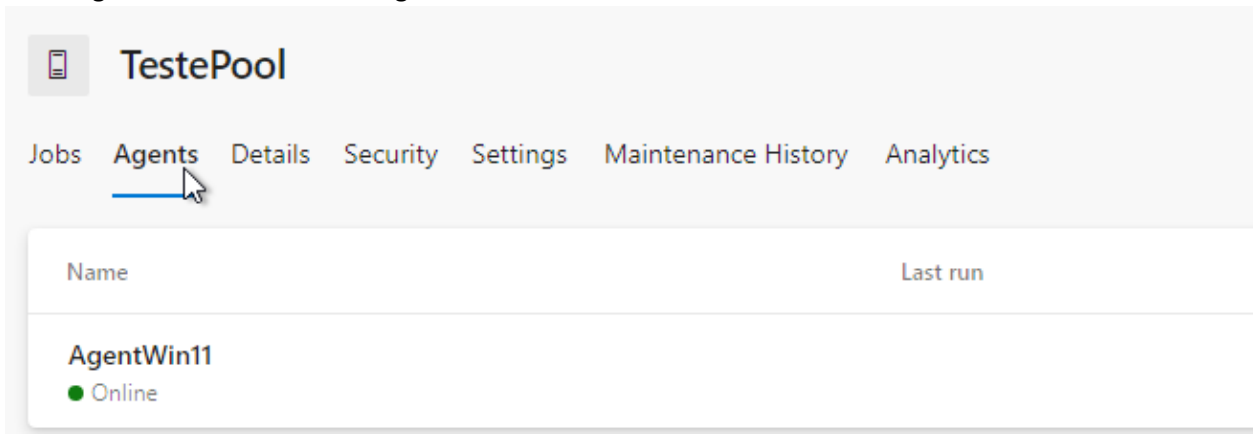 TestePool
Jobs Agents Details Security Settings Maintenance History Analytics
Name Last run
AgentWin11
Online